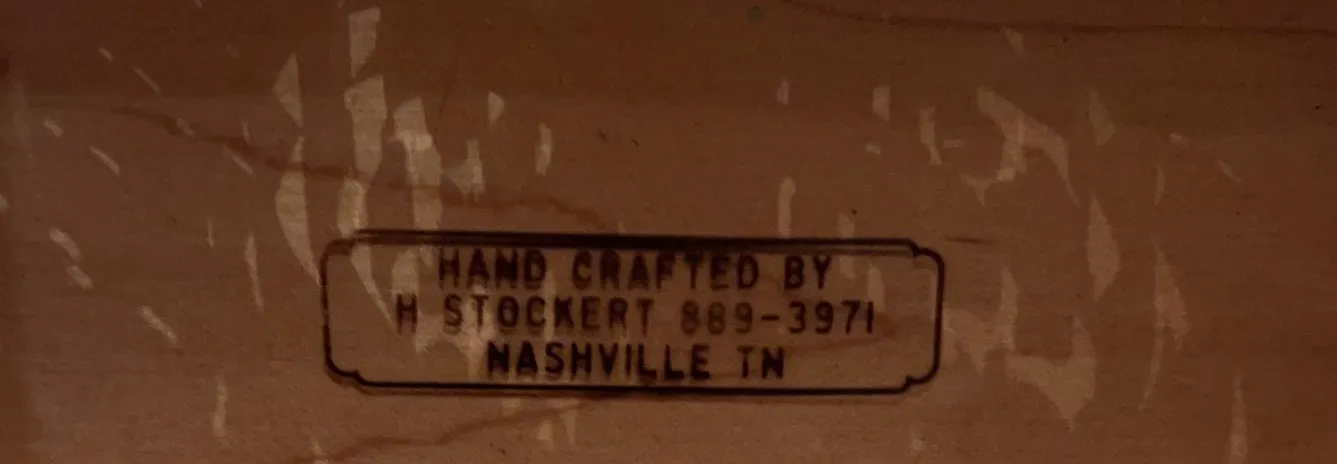 HAND CRAFTED BY
H STOCKERT 889-3971
NASHVILLE TN